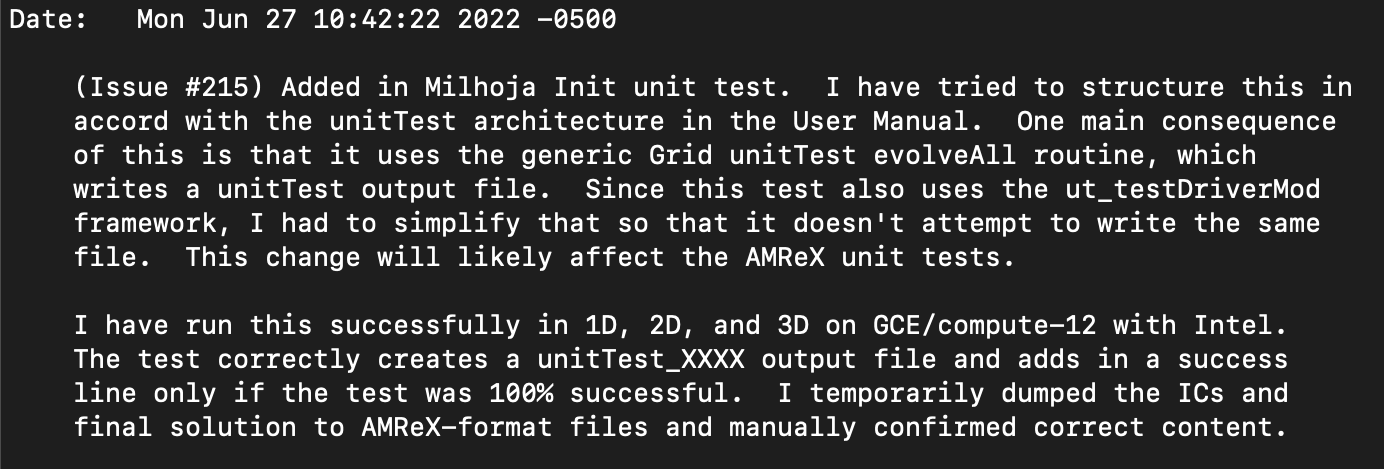 Date:   Mon Jun 27 10:42:22 2022 -0500
(Issue #215) Added in Milhoja Init unit test.  I have tried to structure this in
accord with the unitTest architecture in the User Manual.  One main consequence
of this is that it uses the generic Grid unitTest evolveAll routine, which
writes a unitTest output file.  Since this test also uses the ut_testDriverMod
framework, I had to simplify that so that it doesn't attempt to write the same
file.  This change will likely affect the AMReX unit tests.
I have run this successfully in 1D, 2D, and 3D on GCE/compute-12 with Intel.
The test correctly creates a unitTest_XXXX output file and adds in a success
line only if the test was 100% successful.  I temporarily dumped the ICs and
final solution to AMReX-format files and manually confirmed correct content.